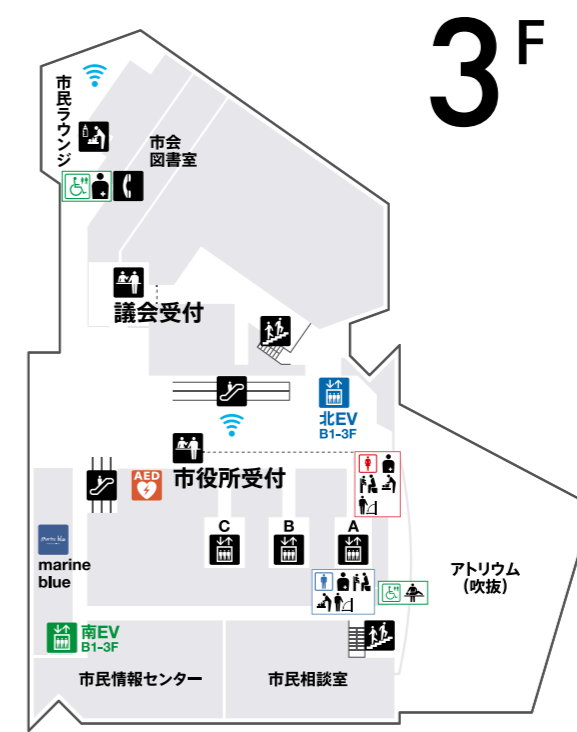 3F
市民ラウンジ
市会
図書室
議会受付
北EV
B1-3F
市役所受付
AED
C
B
A
marine blue
marine
blue
アトリウム
(吹抜)
南EV
B1-3F
市民情報センター
市民相談室